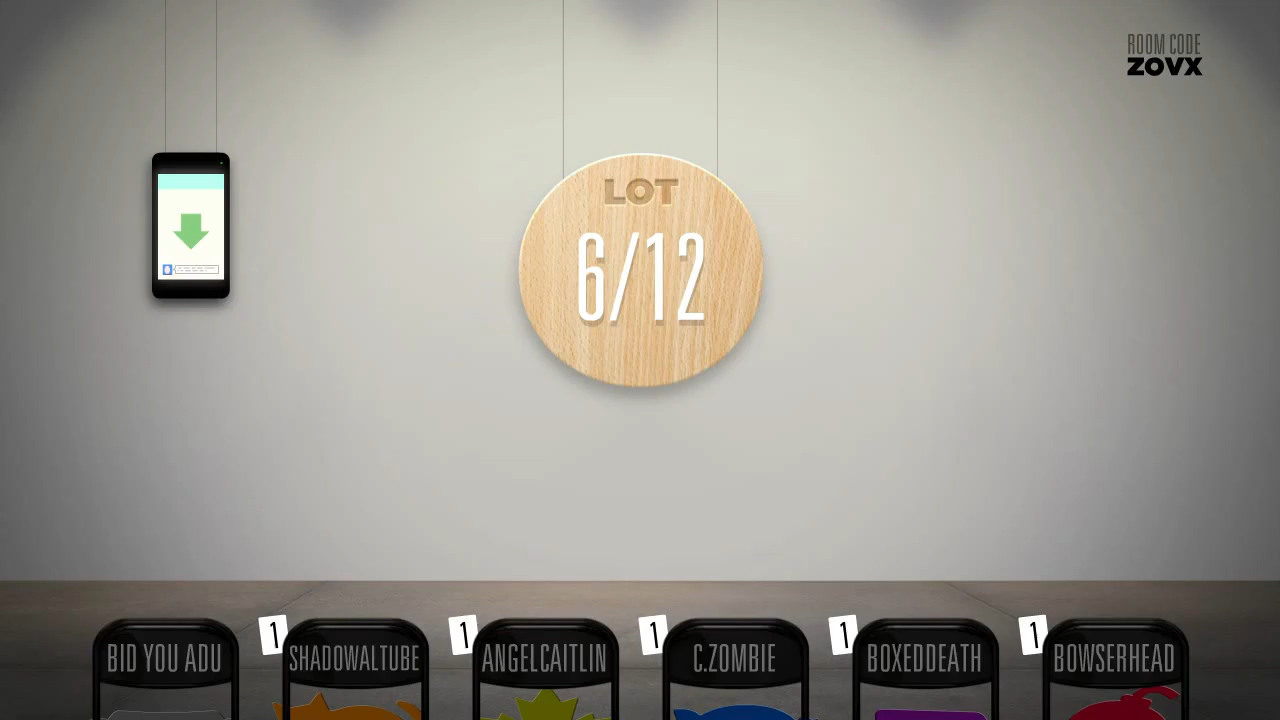 ROOM CODE
ZOVX
LOT
6/12
BID YOU ADU
1
SHADOWALTUBE
1
ANGELCAITLIN
1
C.ZOMBIE
1
BOXEDDEATH
1
BOWSERHEAD